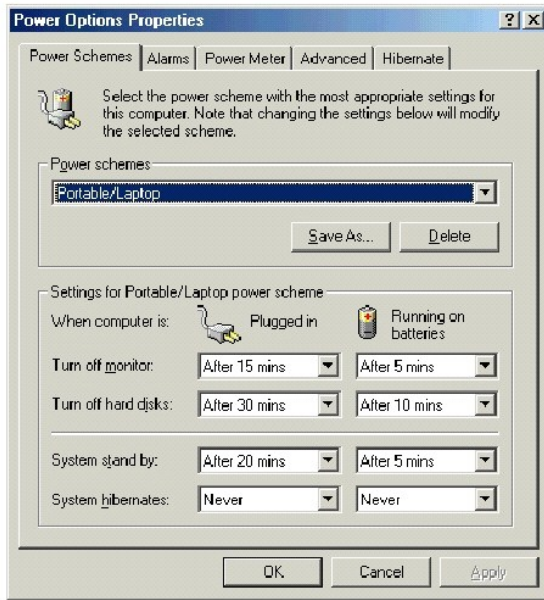 Power Options Properties
Power Schemes Alarms Power Meter Advanced Hibernate
Select the power scheme with the most appropriate settings for
this computer. Note that changing the settings below will modify
the selected scheme.
Power schemes
Portable/Laptop
Save As... Delete
Settings for Portable/Laptop power scheme
When computer is: Plugged in Running on
batteries
Turn off monitor: After 15 mins After 5 mins
Turn off hard disks: After 30 mins After 10 mins
System stand by: After 20 mins After 5 mins
System hibernates: Never Never
OK Cancel Apply